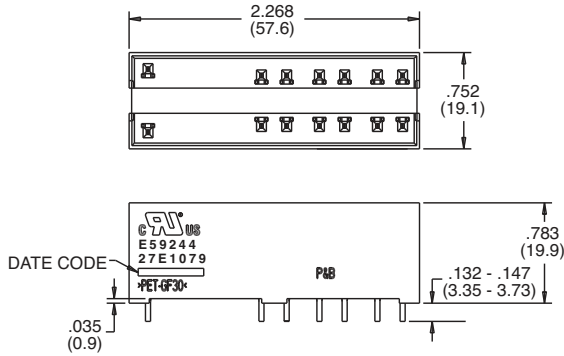 2.268
(57.6)
.752
(19.1)
C RU ® US
E59244
27E1079
DATE CODE
>PET-GF30<
P&B
.783
(19.9)
.132 - .147
(3.35 - 3.73)
.035
(0.9)